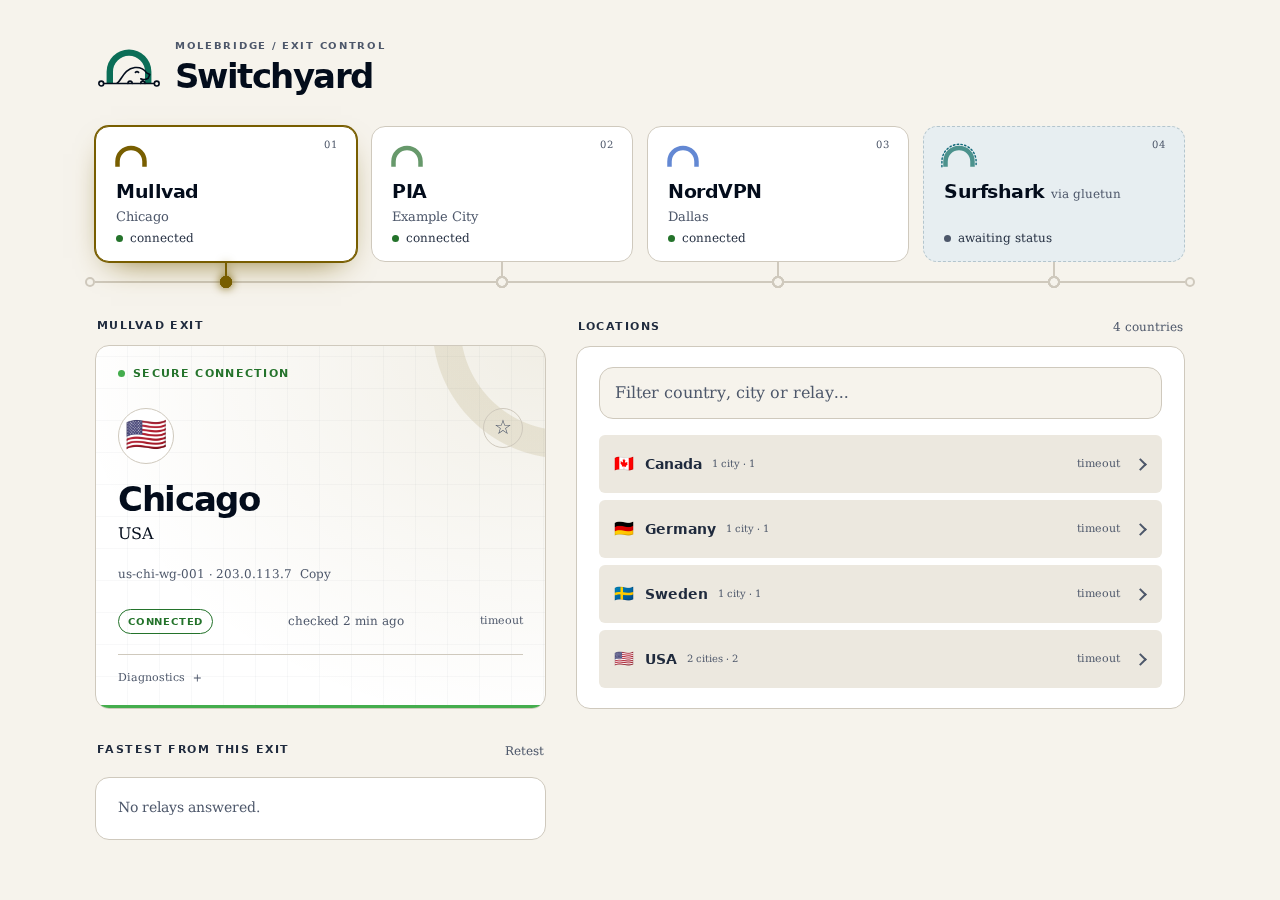 MOLEBRIDGE / EXIT CONTROL
Switchyard
01
Mullvad
Chicago
connected
02
PIA
Example City
connected
03
NordVPN
Dallas
connected
04
Surfshark via gluetun
awaiting status
MULLVAD EXIT
SECURE CONNECTION
☆
Chicago
USA
us-chi-wg-001 · 203.0.113.7 Copy
CONNECTED checked 2 min ago timeout
Diagnostics +
LOCATIONS 4 countries
Filter country, city or relay...
Canada 1 city · 1 timeout
Germany 1 city · 1 timeout
Sweden 1 city · 1 timeout
USA 2 cities · 2 timeout
FASTEST FROM THIS EXIT Retest
No relays answered.